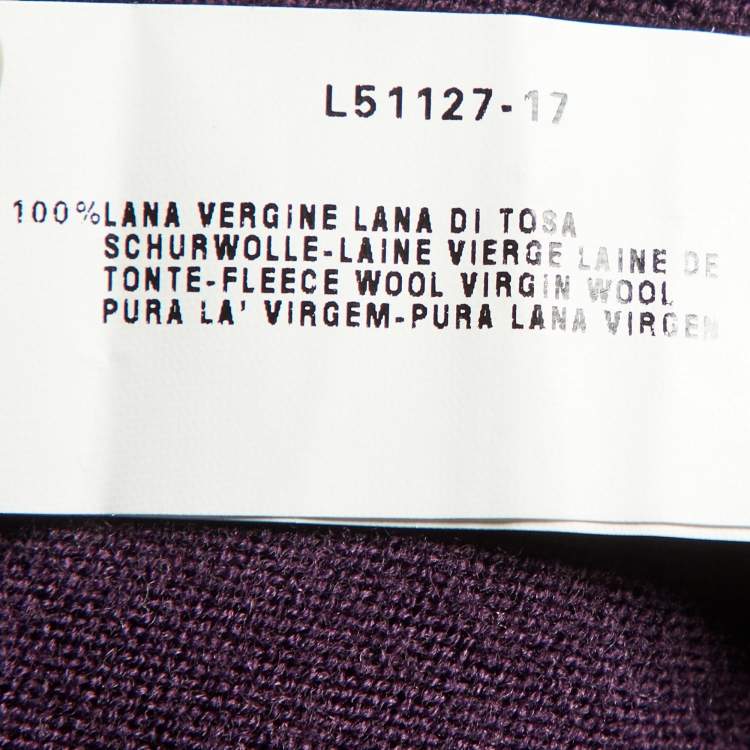 L51127-17
100%LANA VERGINE LANA DI TOSA
SCHURWOLLE-LAINE VIERGE LAINE DE
TONTE-FLEECE WOOL VIRGIN WOOL
PURA LA' VIRGEM-PURA LANA VIRGEN